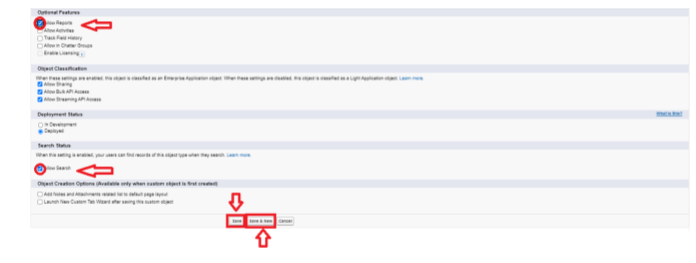 Optional Features
Allow Reports
Allow Activities
Track Field History
Allow in Chatter Groups
Enable Licensing
Object Classification
When these settings are enabled, this object is classified as an Enterprise Application object. When these settings are disabled, this object is classified as a Light Application object. Learn more.
Allow Sharing
Allow Bulk API Access
Allow Streaming API Access
Deployment Status
What is this?
In Development
Deployed
Search Status
When this setting is enabled, your users can find records of this object type when they search. Learn more.
Allow Search
Object Creation Options (Available only when custom object is first created)
Add Notes and Attachments related list to default page layout
Launch New Custom Tab Wizard after saving this custom object
Save Save & New Cancel